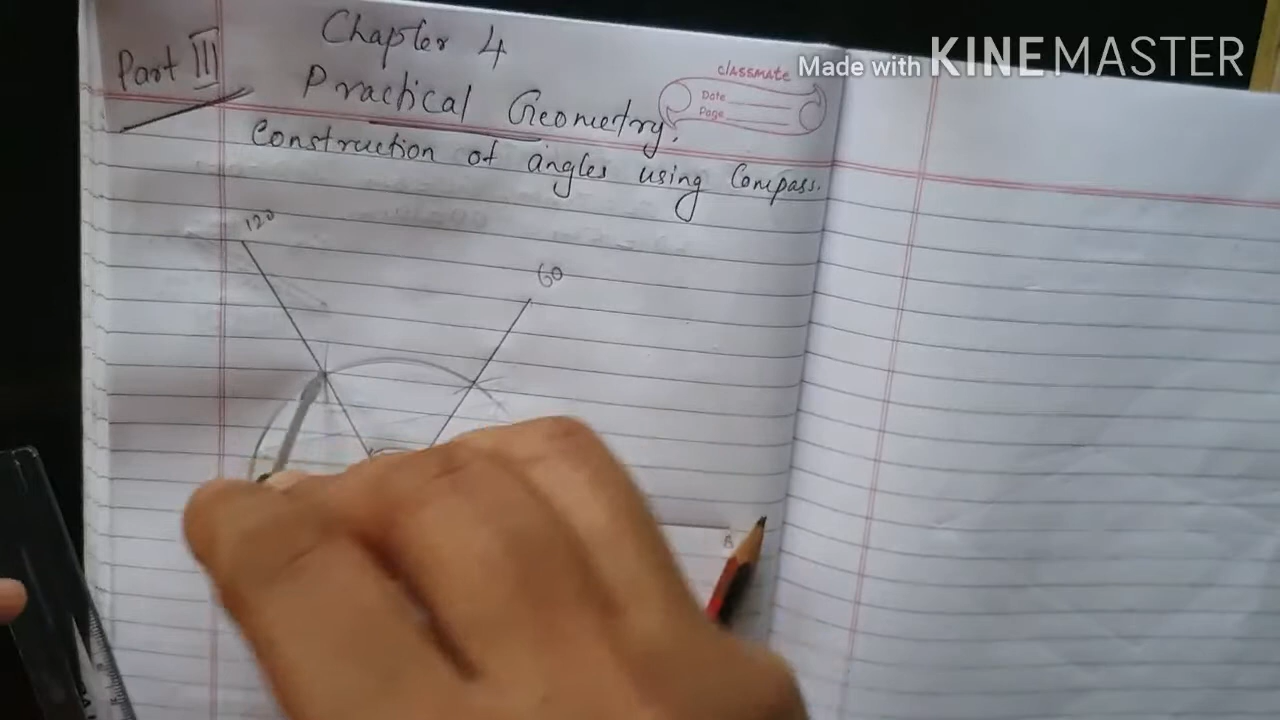 Chapter 4
Part III
Practical Geometry.
Construction of angles using Compass.
classmate
Date
Page
Made with KINEMASTER
120
60